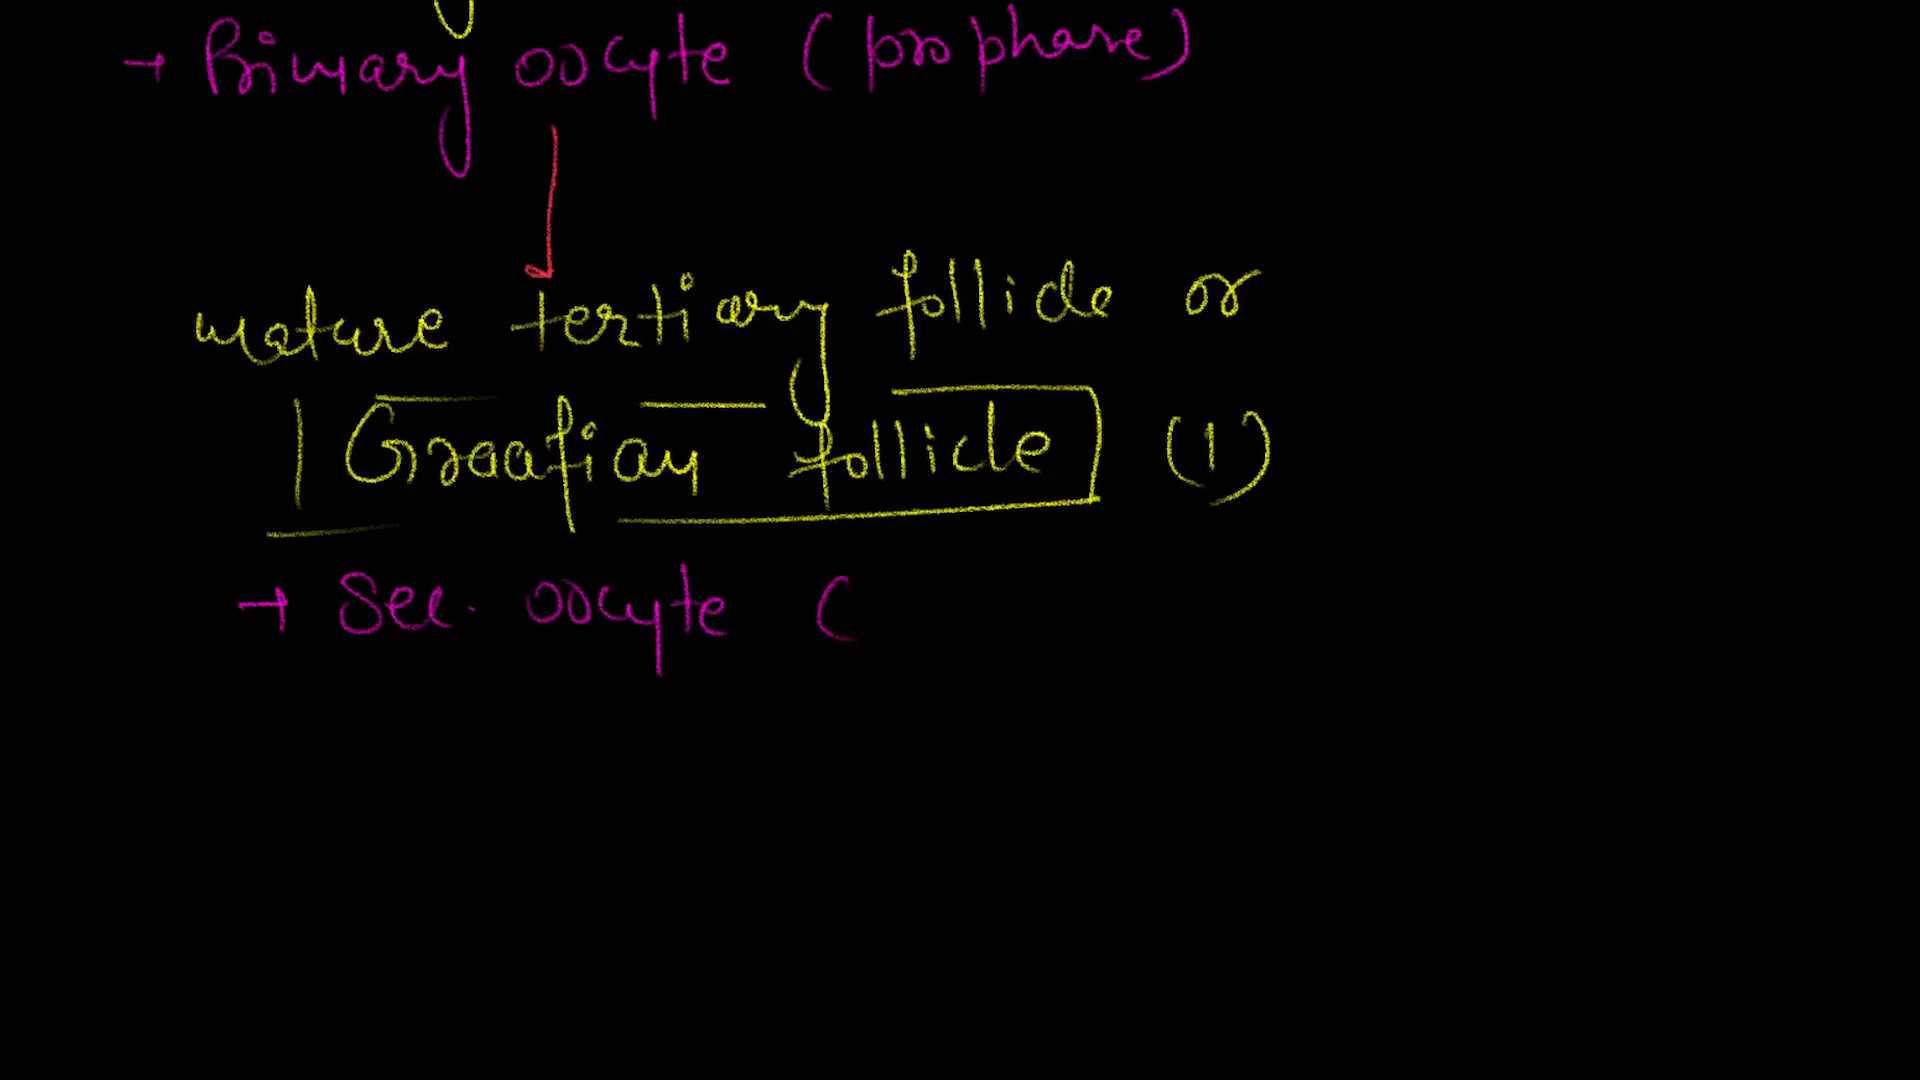 → Primary oocyte (prophase)
mature tertiary follicle or
Graafian follicle (1)
→ Sec. oocyte (